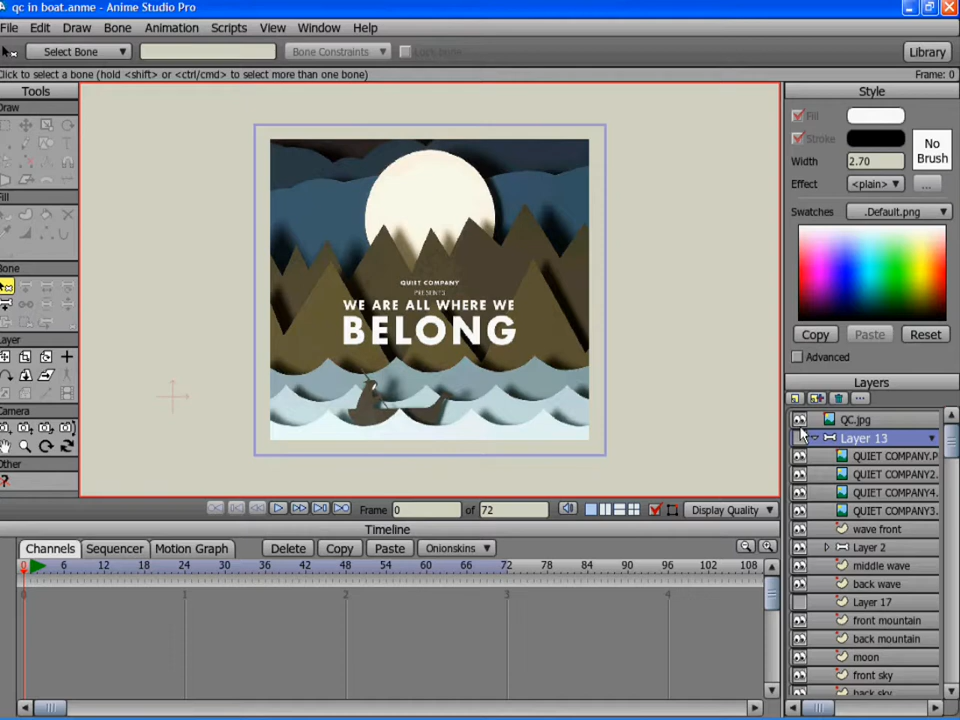 qc in boat.anme - Anime Studio Pro
File Edit Draw Bone Animation Scripts View Window Help
Select Bone Bone Constraints Lock bone Library
Click to select a bone (hold <shift> or <ctrl/cmd> to select more than one bone) Frame: 0
Tools
Draw
Fill
Bone
Layer
Camera
Other
QUIET COMPANY
PRESENTS
WE ARE ALL WHERE WE
BELONG
Style
Fill
Stroke
No
Brush
Width 2.70
Effect <plain> ...
Swatches .Default.png
Copy Paste Reset
Advanced
Layers
QC.jpg
Layer 13
QUIET COMPANY.P
QUIET COMPANY2.
QUIET COMPANY4.
QUIET COMPANY3.
wave front
Layer 2
middle wave
back wave
Layer 17
front mountain
back mountain
moon
front sky
back sky
Frame 0 of 72 Display Quality
Timeline
Channels Sequencer Motion Graph Delete Copy Paste Onionskins
0 6 12 18 24 30 36 42 48 54 60 66 72 78 84 90 96 102 108
0 1 2 3 4